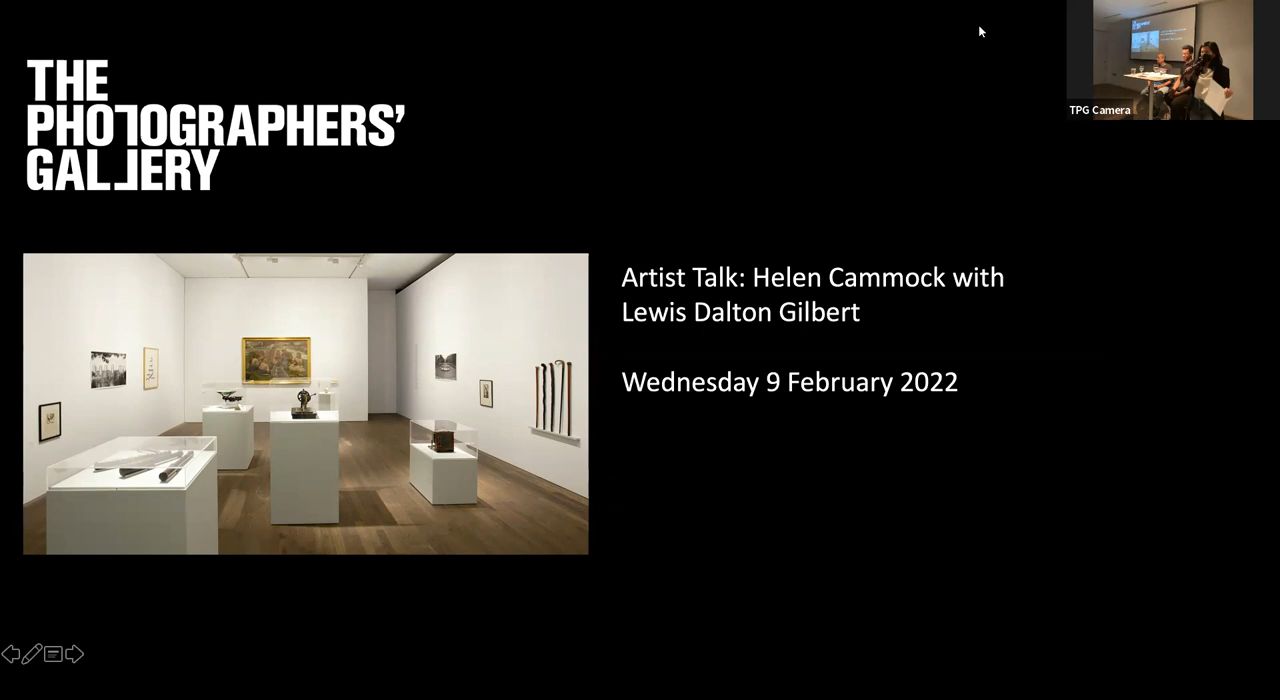 THE
PHOTOGRAPHERS'
GALLERY
TPG Camera
Artist Talk: Helen Cammock with
Lewis Dalton Gilbert
Wednesday 9 February 2022